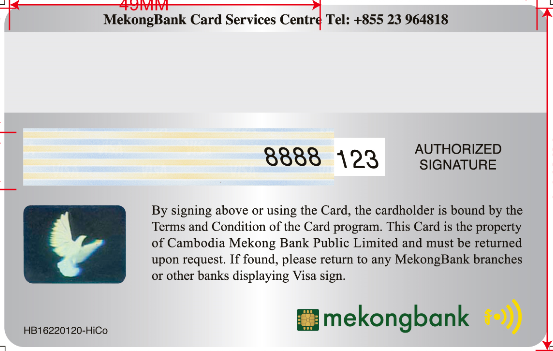 49MM
MekongBank Card Services Centre Tel: +855 23 964818
8888 123
AUTHORIZED
SIGNATURE
By signing above or using the Card, the cardholder is bound by the
Terms and Condition of the Card program. This Card is the property
of Cambodia Mekong Bank Public Limited and must be returned
upon request. If found, please return to any MekongBank branches
or other banks displaying Visa sign.
mekongbank
HB16220120-HiCo